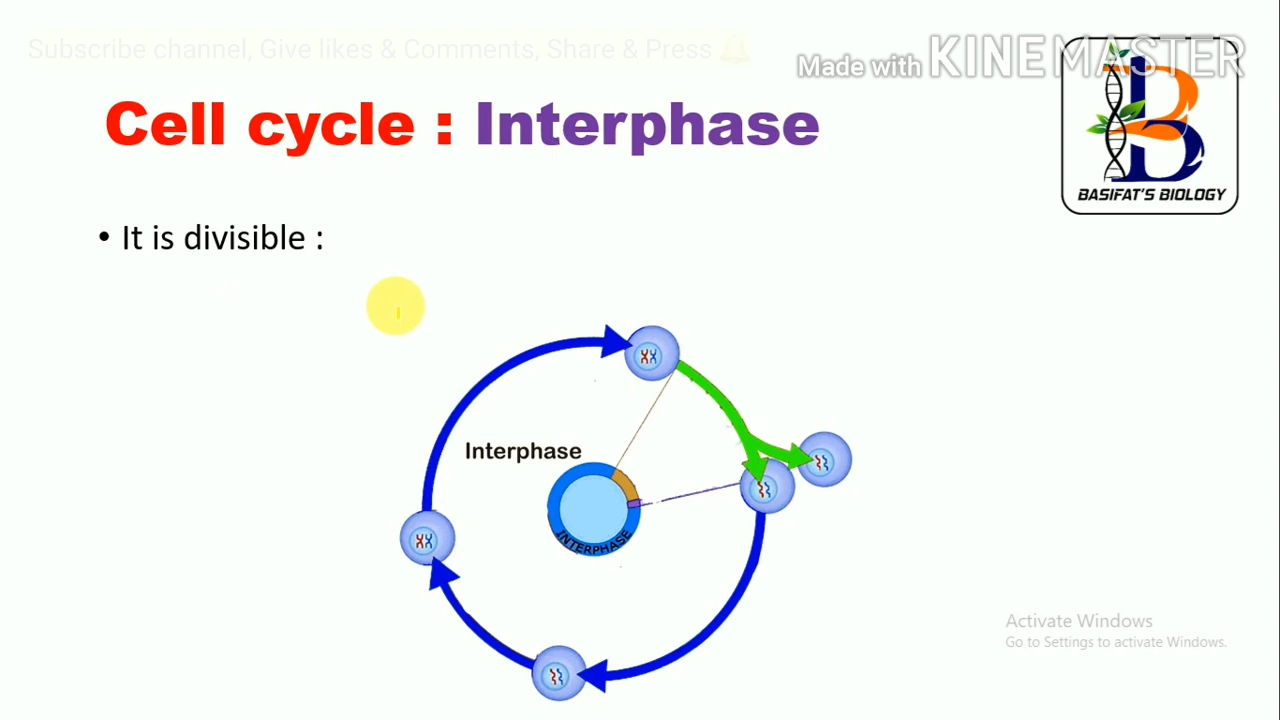 Subscribe channel, Give likes & Comments, Share & Press 🔔
Made with KINEMASTER
Cell cycle : Interphase
BASIFAT'S BIOLOGY
• It is divisible :
Interphase
INTERPHASE
Activate Windows
Go to Settings to activate Windows.